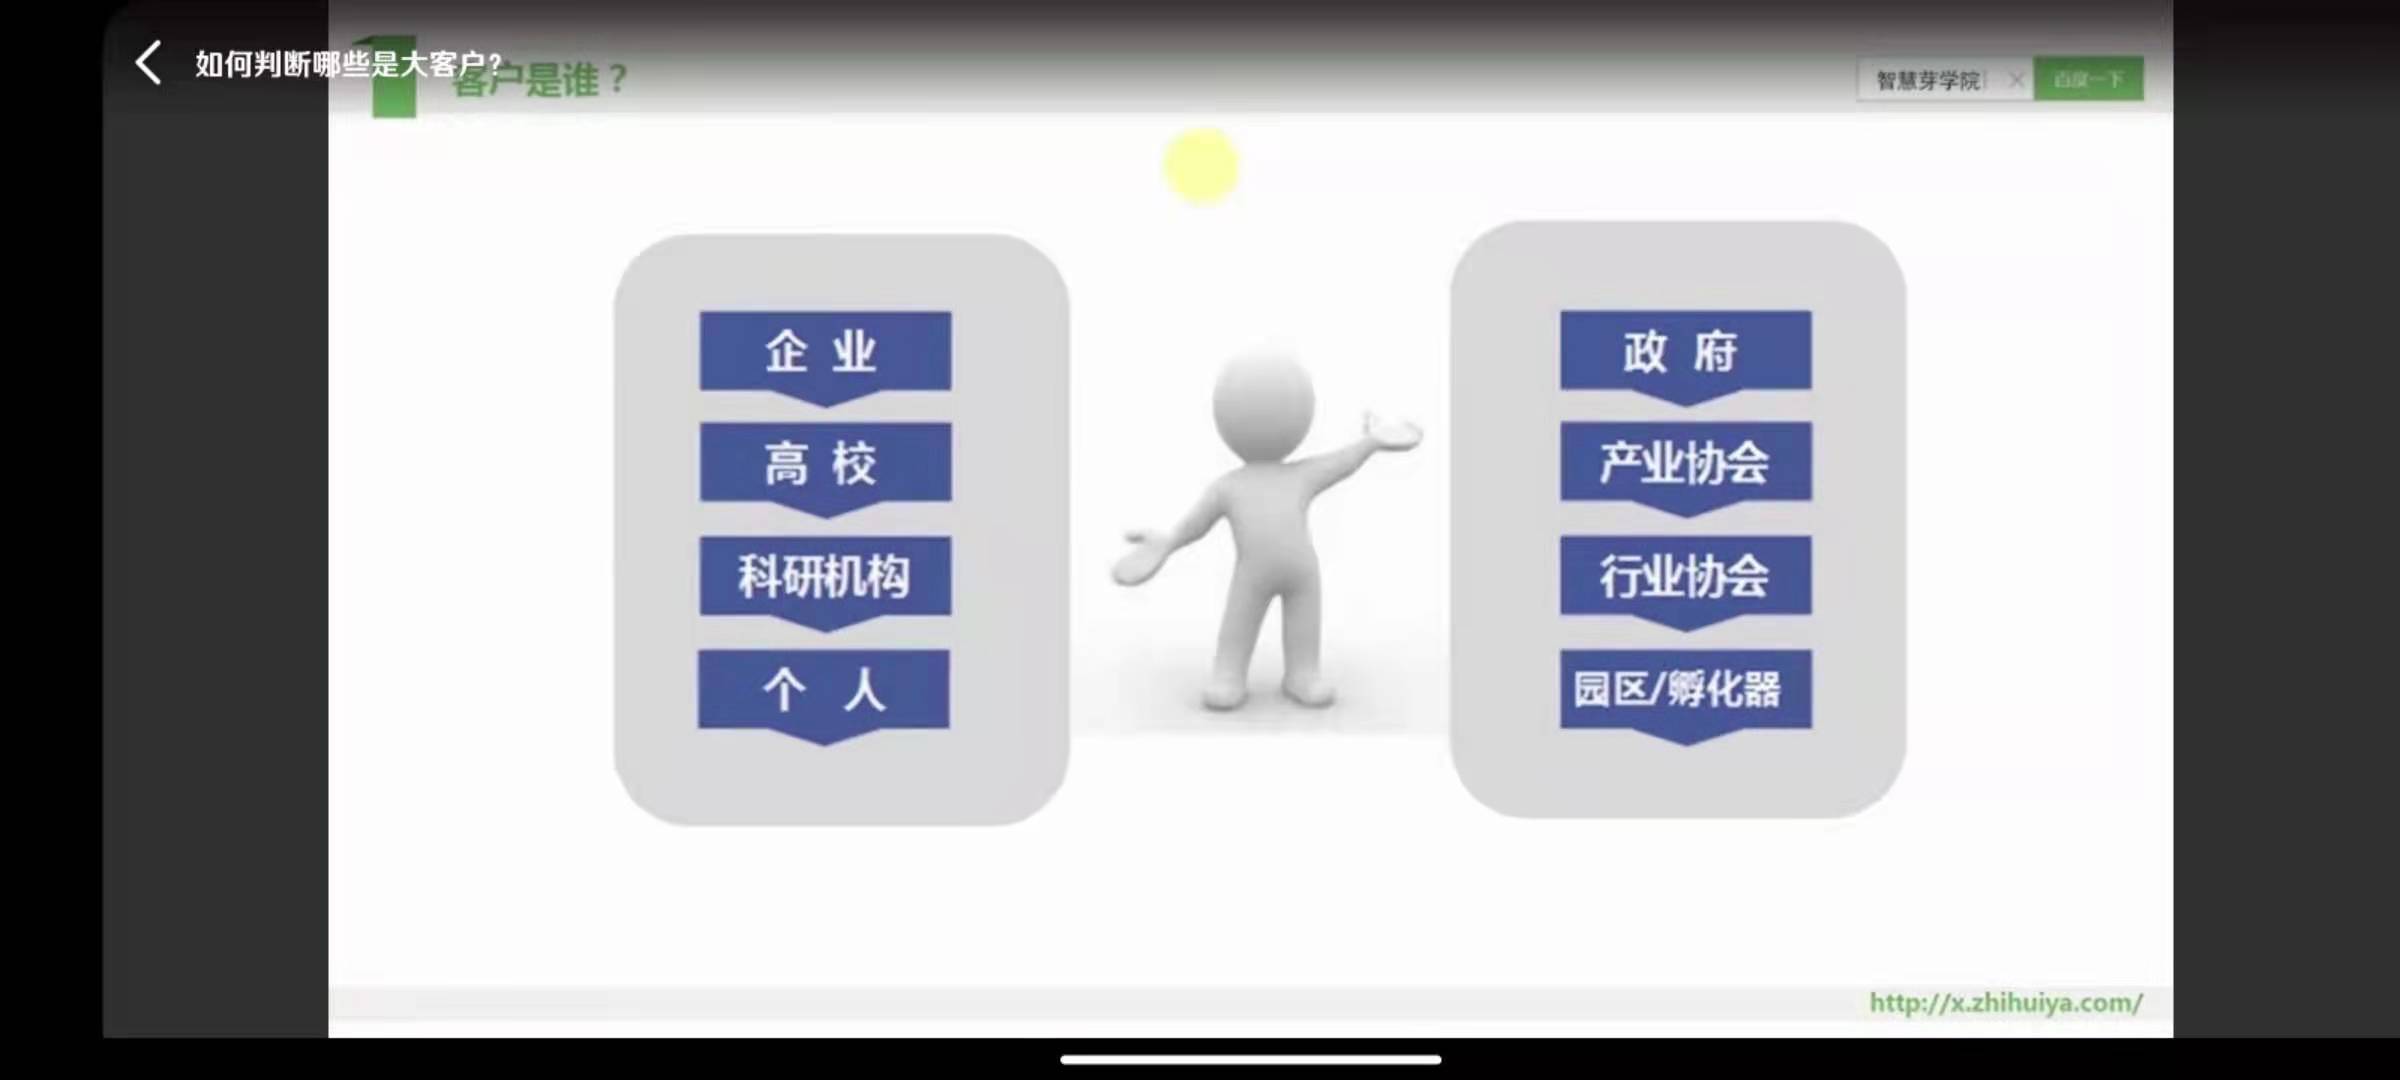 如何判断哪些是大客户？
1 客户是谁？
智慧芽学院 × 百度一下
企 业
高 校
科研机构
个 人
政 府
产业协会
行业协会
园区/孵化器
http://x.zhihuiya.com/